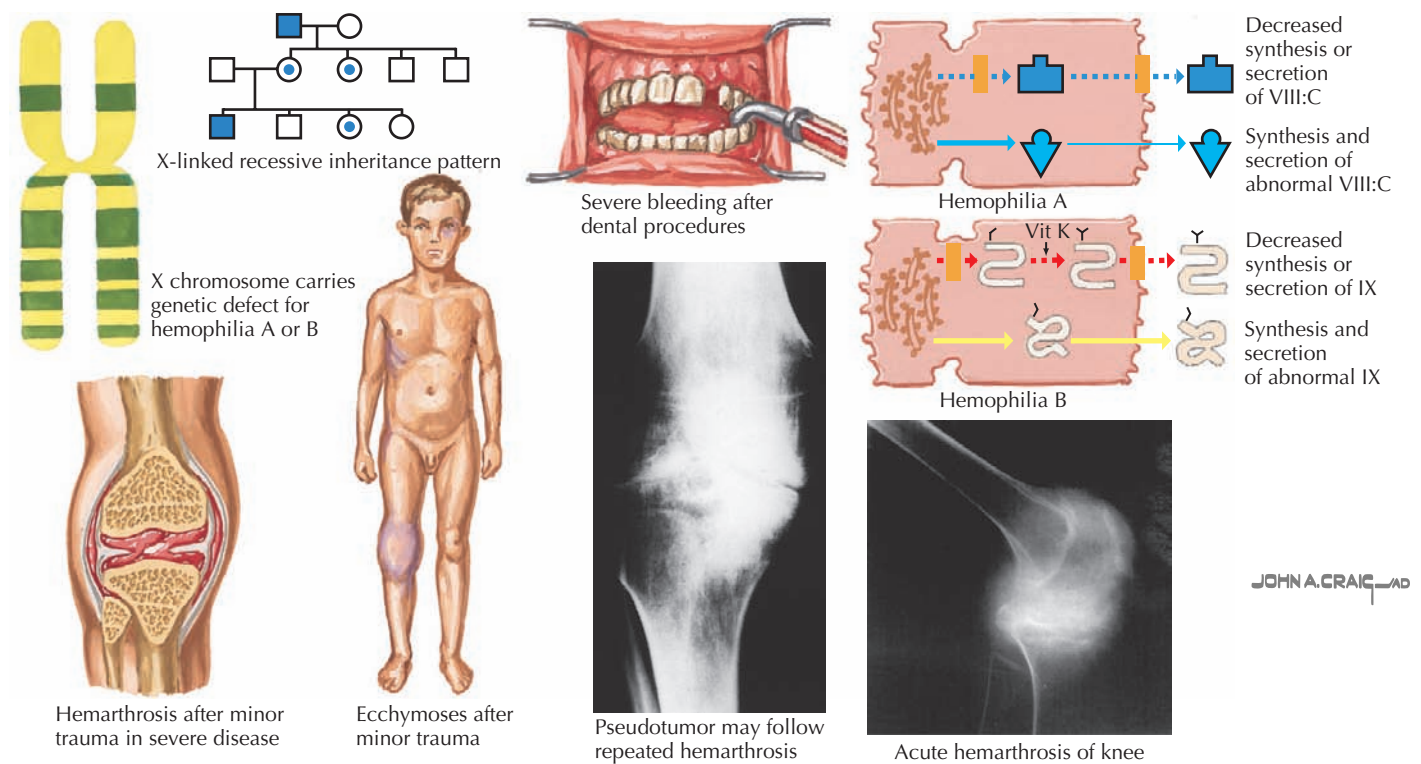 X-linked recessive inheritance pattern
X chromosome carries
genetic defect for
hemophilia A or B
Severe bleeding after
dental procedures
Decreased
synthesis or
secretion
of VIII:C
Synthesis and
secretion of
abnormal VIII:C
Hemophilia A
Vit K
Decreased
synthesis or
secretion of IX
Synthesis and
secretion
of abnormal IX
Hemophilia B
Hemarthrosis after minor
trauma in severe disease
Ecchymoses after
minor trauma
Pseudotumor may follow
repeated hemarthrosis
Acute hemarthrosis of knee
JOHN A. CRAIG MD